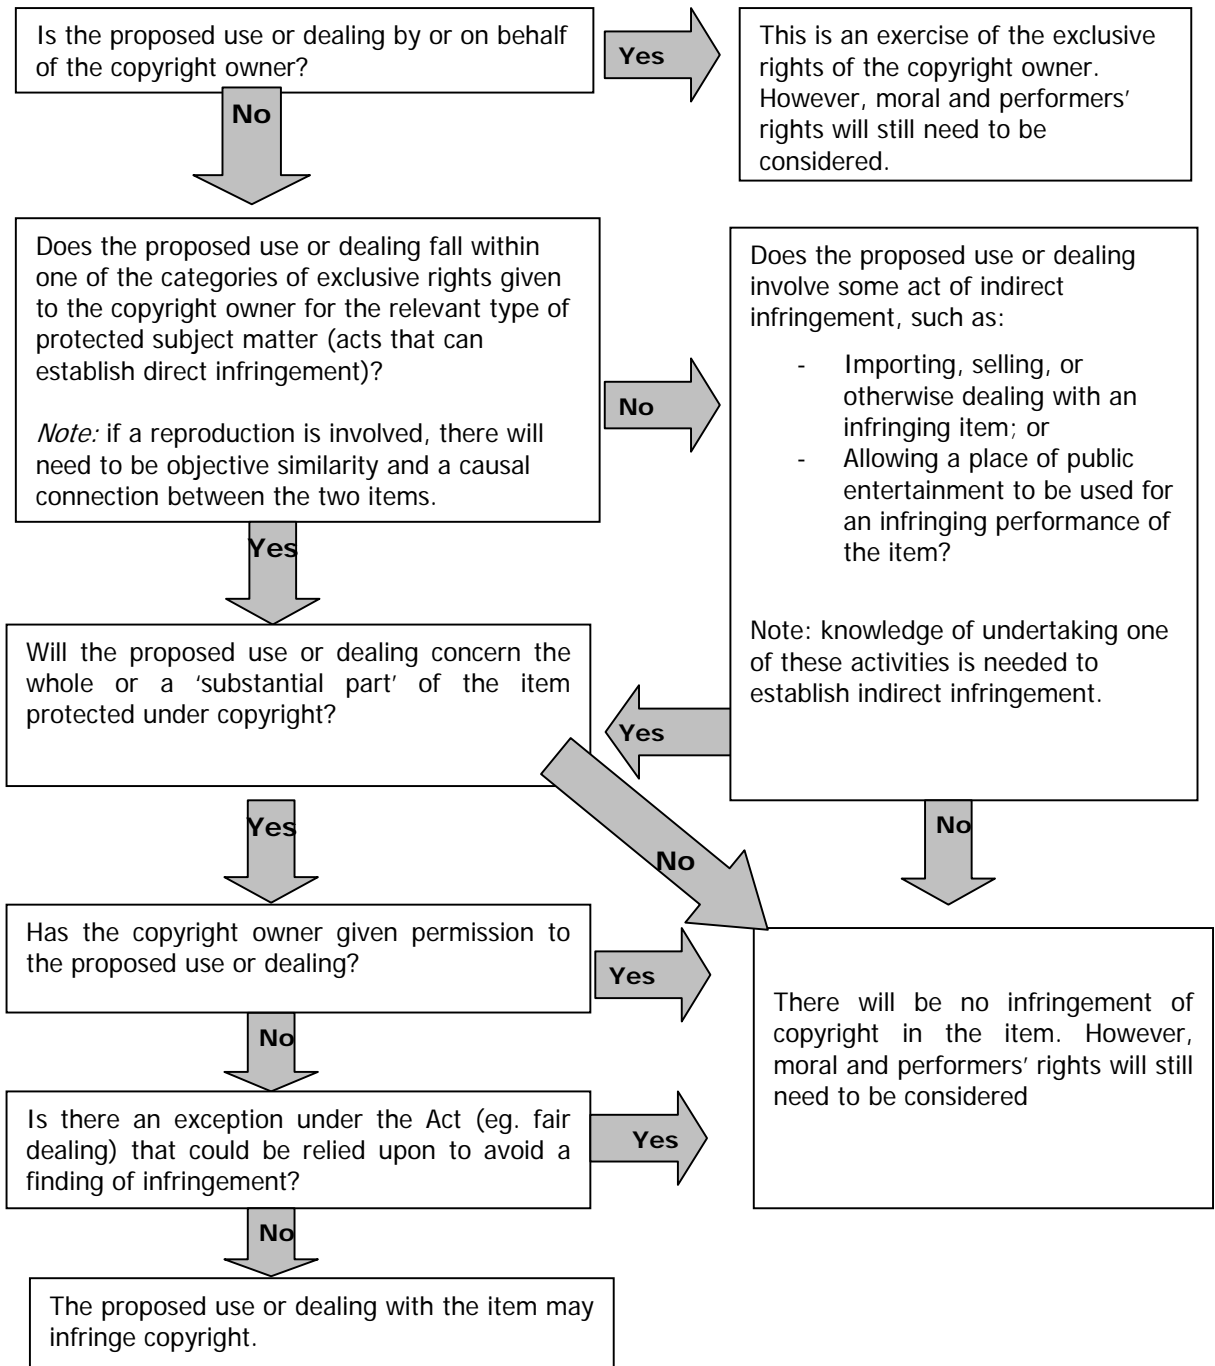 Is the proposed use or dealing by or on behalf
of the copyright owner?
Yes
This is an exercise of the exclusive
rights of the copyright owner.
However, moral and performers’
rights will still need to be
considered.
No
Does the proposed use or dealing fall within
one of the categories of exclusive rights given
to the copyright owner for the relevant type of
protected subject matter (acts that can
establish direct infringement)?
Note: if a reproduction is involved, there will
need to be objective similarity and a causal
connection between the two items.
No
Does the proposed use or dealing
involve some act of indirect
infringement, such as:
- Importing, selling, or
otherwise dealing with an
infringing item; or
- Allowing a place of public
entertainment to be used for
an infringing performance of
the item?
Note: knowledge of undertaking one
of these activities is needed to
establish indirect infringement.
Yes
Will the proposed use or dealing concern the
whole or a ‘substantial part’ of the item
protected under copyright?
Yes
No
Yes
No
Has the copyright owner given permission to
the proposed use or dealing?
Yes
There will be no infringement of
copyright in the item. However,
moral and performers’ rights will still
need to be considered
No
Is there an exception under the Act (eg. fair
dealing) that could be relied upon to avoid a
finding of infringement?
Yes
No
The proposed use or dealing with the item may
infringe copyright.